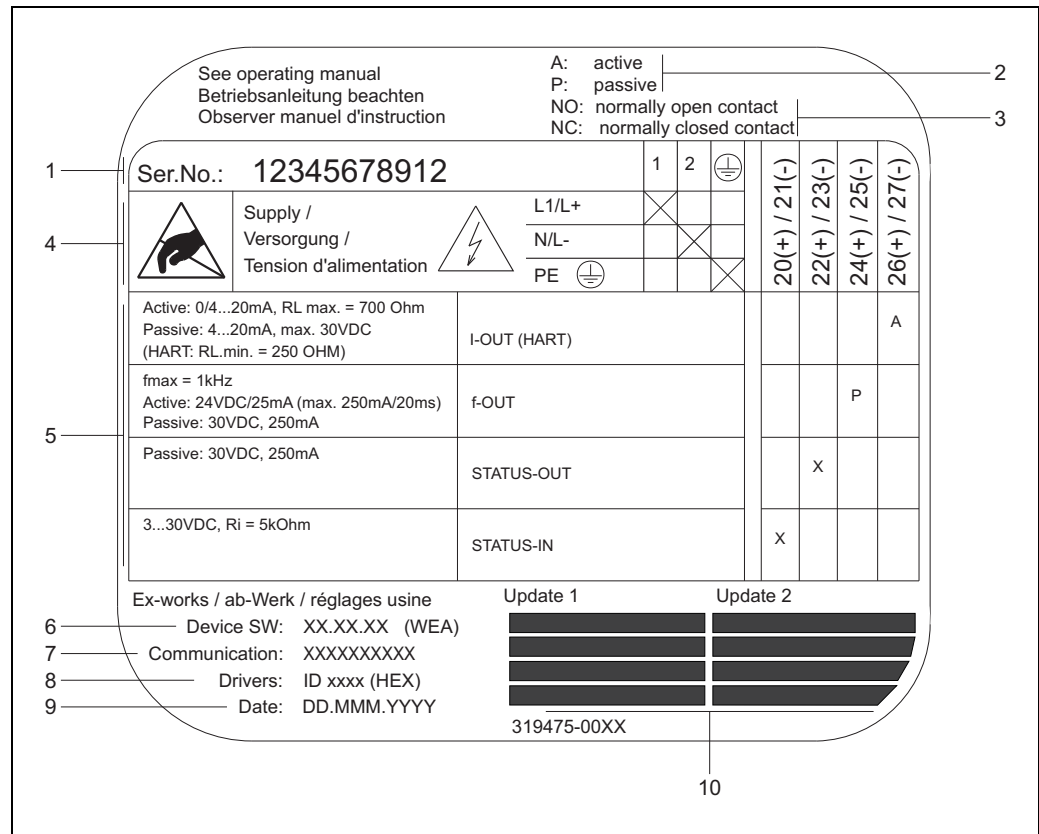 See operating manual
Betriebsanleitung beachten
Observer manuel d'instruction
A: active
P: passive
NO: normally open contact
NC: normally closed contact
2
3
1
Ser.No.: 12345678912
1 2
20(+) / 21(-)
22(+) / 23(-)
24(+) / 25(-)
26(+) / 27(-)
4
Supply /
Versorgung /
Tension d'alimentation
L1/L+
N/L-
PE
5
Active: 0/4...20mA, RL max. = 700 Ohm
Passive: 4...20mA, max. 30VDC
(HART: RL.min. = 250 OHM)
I-OUT (HART)
A
fmax = 1kHz
Active: 24VDC/25mA (max. 250mA/20ms)
Passive: 30VDC, 250mA
f-OUT
P
Passive: 30VDC, 250mA
STATUS-OUT
X
3...30VDC, Ri = 5kOhm
STATUS-IN
X
Ex-works / ab-Werk / réglages usine
Update 1
Update 2
6
Device SW: XX.XX.XX (WEA)
7
Communication: XXXXXXXXXX
8
Drivers: ID xxxx (HEX)
9
Date: DD.MMM.YYYY
319475-00XX
10